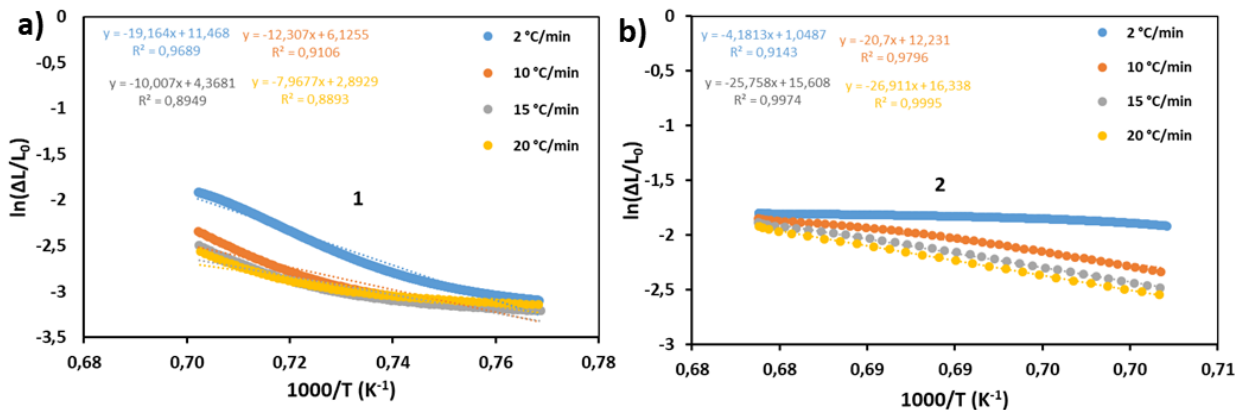 a)
y = -19,164x + 11,468
R² = 0,9689
y = -12,307x + 6,1255
R² = 0,9106
y = -10,007x + 4,3681
R² = 0,8949
y = -7,9677x + 2,8929
R² = 0,8893
2 °C/min
10 °C/min
15 °C/min
20 °C/min
1
0
-0,5
-1
-1,5
-2
-2,5
-3
-3,5
ln(ΔL/L₀)
0,68
0,70
0,72
0,74
0,76
0,78
1000/T (K⁻¹)
b)
y = -4,1813x + 1,0487
R² = 0,9143
y = -20,7x + 12,231
R² = 0,9796
y = -25,758x + 15,608
R² = 0,9974
y = -26,911x + 16,338
R² = 0,9995
2 °C/min
10 °C/min
15 °C/min
20 °C/min
2
0
-0,5
-1
-1,5
-2
-2,5
-3
ln(ΔL/L₀)
0,68
0,68
0,69
0,69
0,70
0,70
0,71
1000/T (K⁻¹)